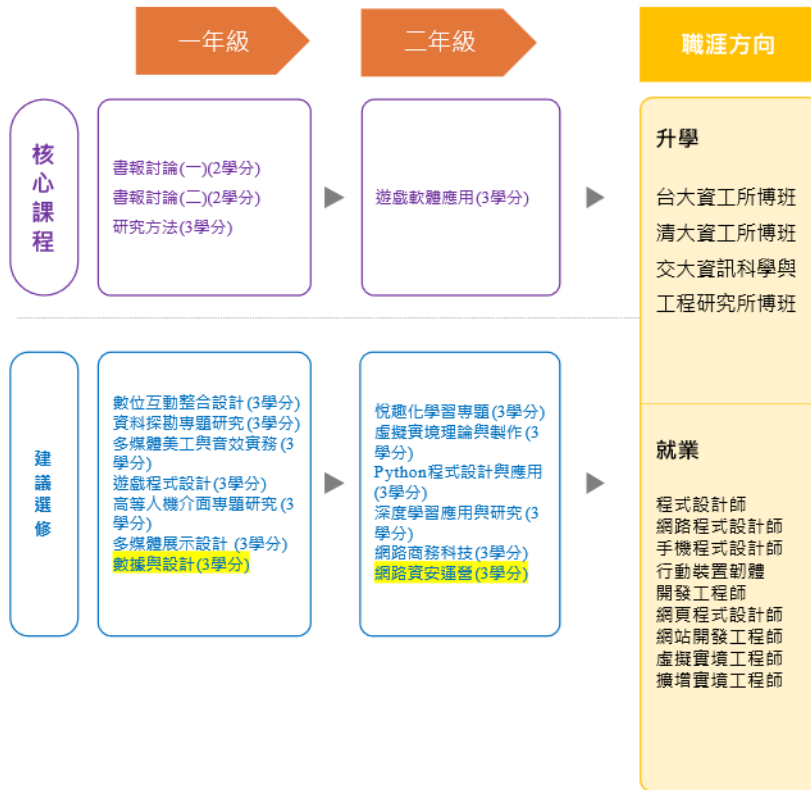 一年級
二年級
職涯方向
核心課程
書報討論(一)(2學分)
書報討論(二)(2學分)
研究方法(3學分)
遊戲軟體應用(3學分)
升學
台大資工所博班
清大資工所博班
交大資訊科學與
工程研究所博班
建議選修
數位互動整合設計(3學分)
資料探勘專題研究(3學分)
多媒體美工與音效實務(3
學分)
遊戲程式設計(3學分)
高等人機介面專題研究(3
學分)
多媒體展示設計 (3學分)
數據與設計(3學分)
悅趣化學習專題(3學分)
虛擬實境理論與製作(3
學分)
Python程式設計與應用
(3學分)
深度學習應用與研究(3
學分)
網路商務科技(3學分)
網路資安運營(3學分)
就業
程式設計師
網路程式設計師
手機程式設計師
行動裝置韌體
開發工程師
網頁程式設計師
網站開發工程師
虛擬實境工程師
擴增實境工程師